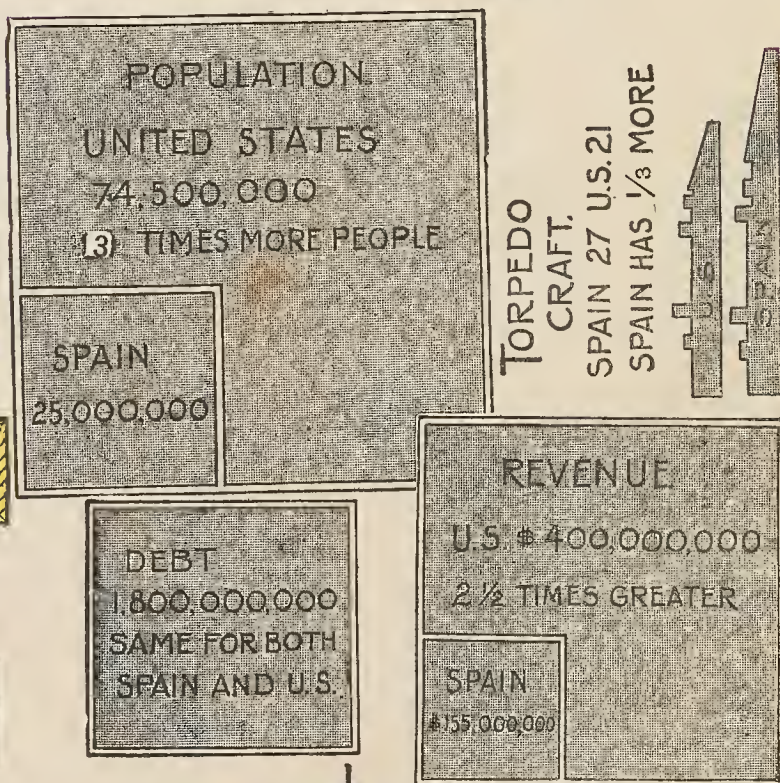 POPULATION.
UNITED STATES
74,500,000
(3) TIMES MORE PEOPLE
SPAIN
25,000,000
TORPEDO
CRAFT.
SPAIN 27 U.S. 21
SPAIN HAS 1/3 MORE
U.S.
SPAIN
DEBT
1,800,000,000
SAME FOR BOTH
SPAIN AND U.S.
REVENUE
U.S. $400,000,000
2 1/2 TIMES GREATER
SPAIN
$155,000,000